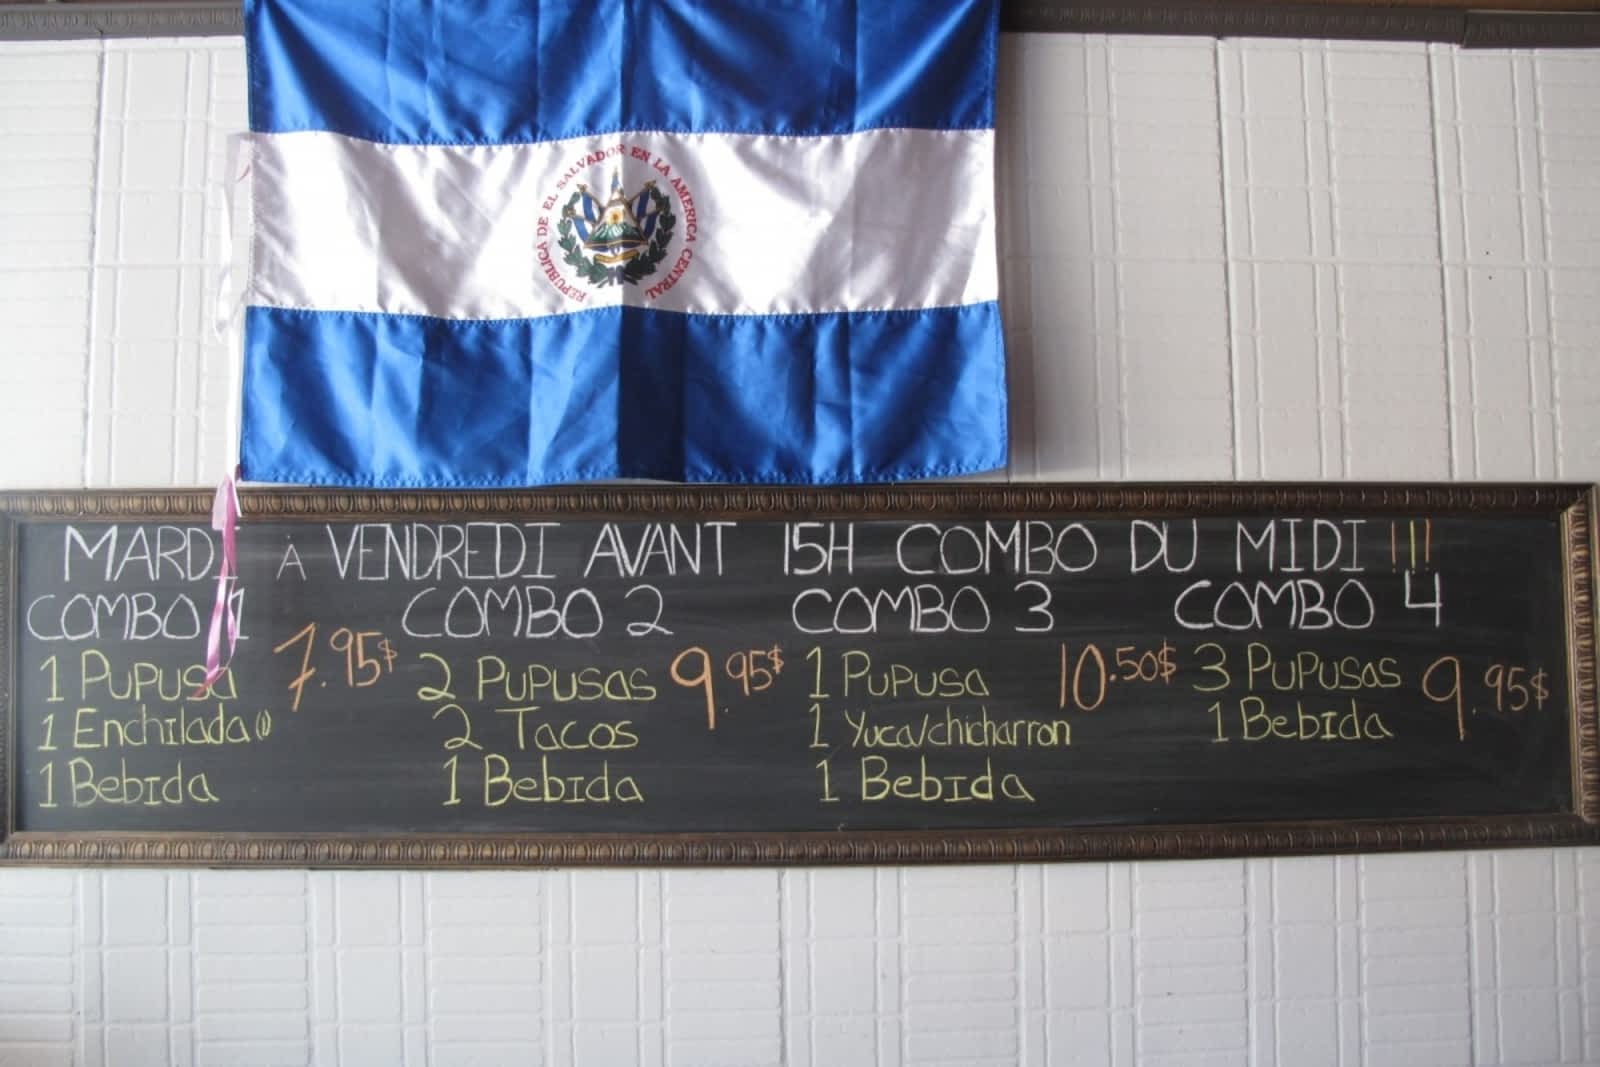 REPUBLICA DE EL SALVADOR EN LA AMERICA CENTRAL
MARDI À VENDREDI AVANT 15H COMBO DU MIDI !!!
COMBO 1
7.95$
1 PUPUSA
1 Enchilada(1)
1 Bebida
COMBO 2
9.95$
2 PUPUSAS
2 TACOS
1 Bebida
COMBO 3
10.50$
1 PUPUSA
1 Yuca/chicharron
1 Bebida
COMBO 4
9.95$
3 PUPUSAS
1 Bebida